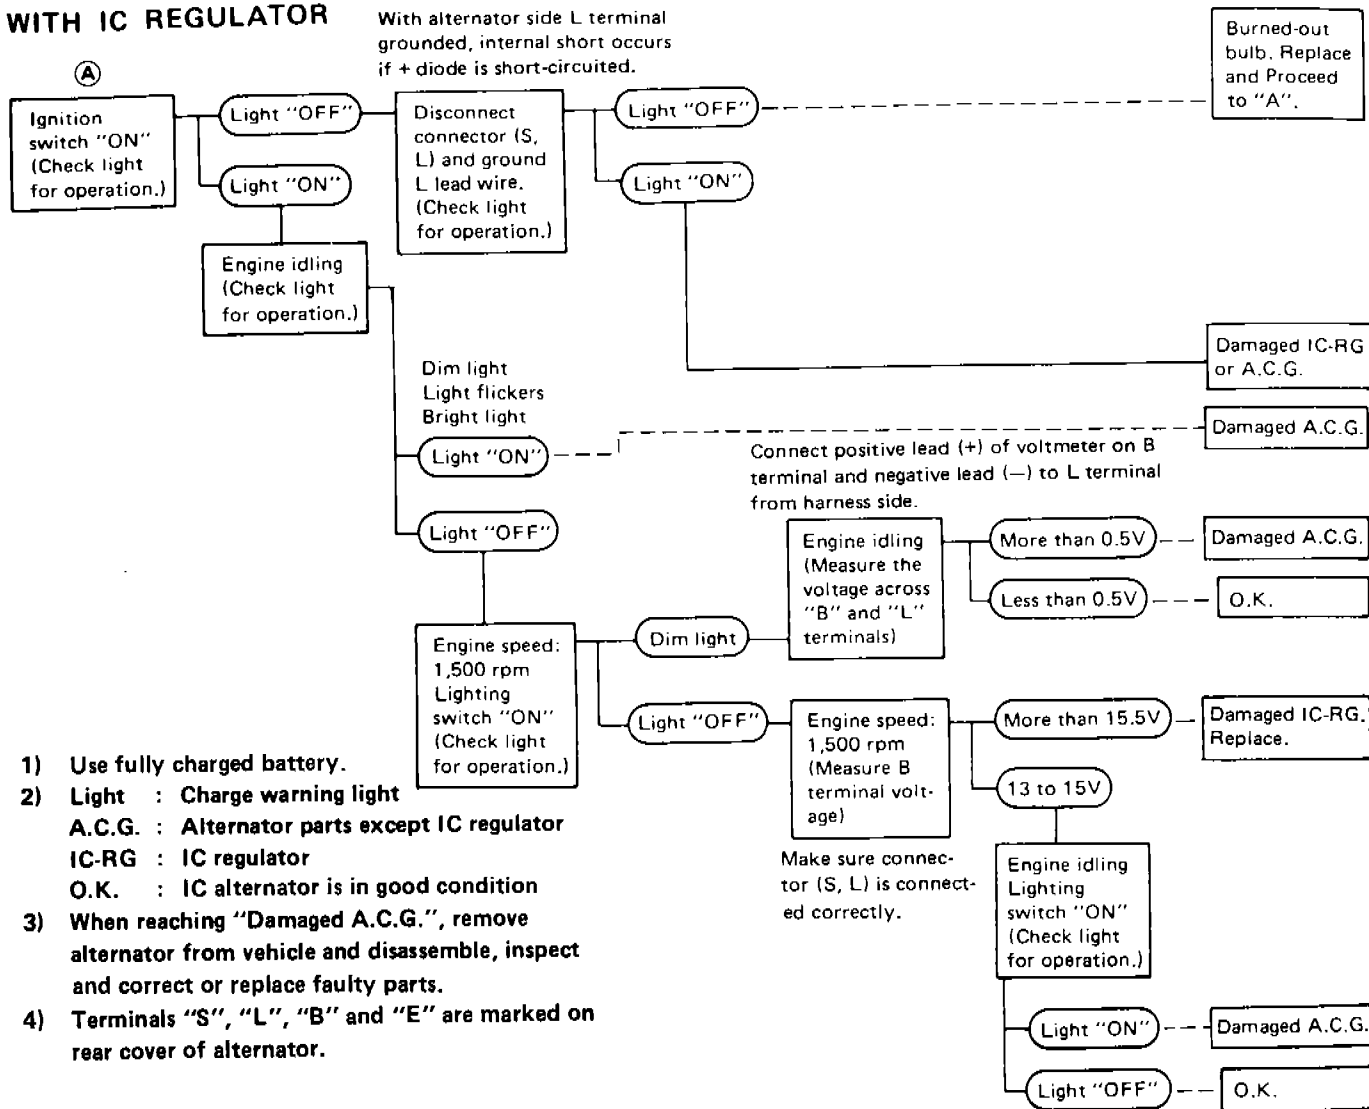 WITH IC REGULATOR
With alternator side L terminal
grounded, internal short occurs
if + diode is short-circuited.
A
Ignition
switch "ON"
(Check light
for operation.)
Light "OFF"
Light "ON"
Disconnect
connector (S,
L) and ground
L lead wire.
(Check light
for operation.)
Light "OFF"
Light "ON"
Burned-out
bulb. Replace
and Proceed
to "A".
Engine idling
(Check light
for operation.)
Damaged IC-RG
or A.C.G.
Dim light
Light flickers
Bright light
Light "ON"
Damaged A.C.G.
Connect positive lead (+) of voltmeter on B
terminal and negative lead (—) to L terminal
from harness side.
Light "OFF"
Engine idling
(Measure the
voltage across
"B" and "L"
terminals)
More than 0.5V
Damaged A.C.G.
Less than 0.5V
O.K.
Engine speed:
1,500 rpm
Lighting
switch "ON"
(Check light
for operation.)
Dim light
Light "OFF"
Engine speed:
1,500 rpm
(Measure B
terminal volt-
age)
More than 15.5V
Damaged IC-RG.
Replace.
13 to 15V
Make sure connec-
tor (S, L) is connect-
ed correctly.
Engine idling
Lighting
switch "ON"
(Check light
for operation.)
Light "ON"
Damaged A.C.G.
Light "OFF"
O.K.
1) Use fully charged battery.
2) Light : Charge warning light
A.C.G. : Alternator parts except IC regulator
IC-RG : IC regulator
O.K. : IC alternator is in good condition
3) When reaching "Damaged A.C.G.", remove
alternator from vehicle and disassemble, inspect
and correct or replace faulty parts.
4) Terminals "S", "L", "B" and "E" are marked on
rear cover of alternator.